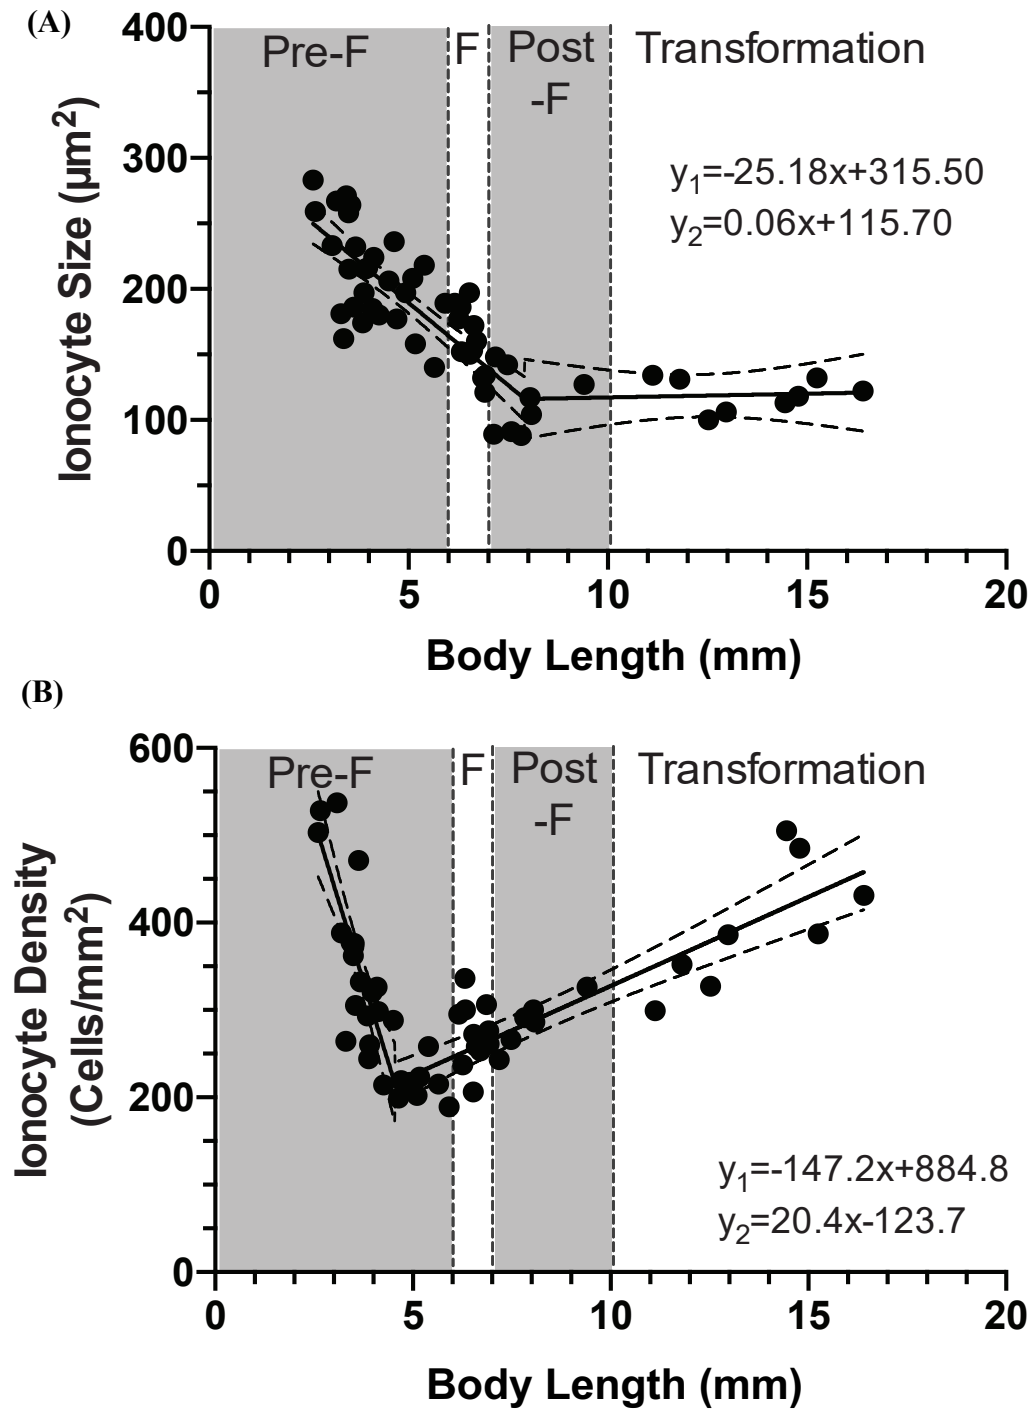 (A)
400
300
200
100
0
Ionocyte Size (µm²)
Pre-F
F
Post
-F
Transformation
y₁=-25.18x+315.50
y₂=0.06x+115.70
0 5 10 15 20
Body Length (mm)
(B)
600
400
200
0
Ionocyte Density
(Cells/mm²)
Pre-F
F
Post
-F
Transformation
y₁=-147.2x+884.8
y₂=20.4x-123.7
0 5 10 15 20
Body Length (mm)